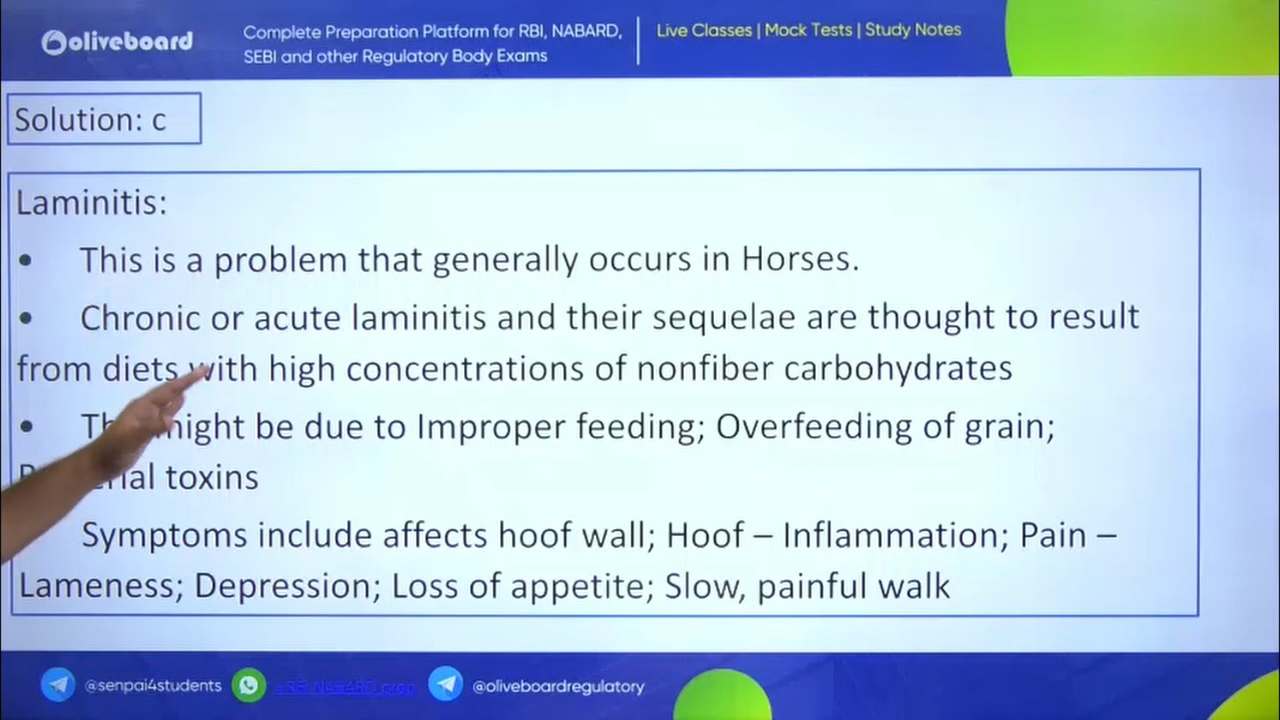 oliveboard
Complete Preparation Platform for RBI, NABARD,
SEBI and other Regulatory Body Exams
Live Classes | Mock Tests | Study Notes
Solution: c
Laminitis:
• This is a problem that generally occurs in Horses.
• Chronic or acute laminitis and their sequelae are thought to result
from diets with high concentrations of nonfiber carbohydrates
• might be due to Improper feeding; Overfeeding of grain;
toxins
Symptoms include affects hoof wall; Hoof – Inflammation; Pain –
Lameness; Depression; Loss of appetite; Slow, painful walk
@senpai4students
@oliveboardregulatory